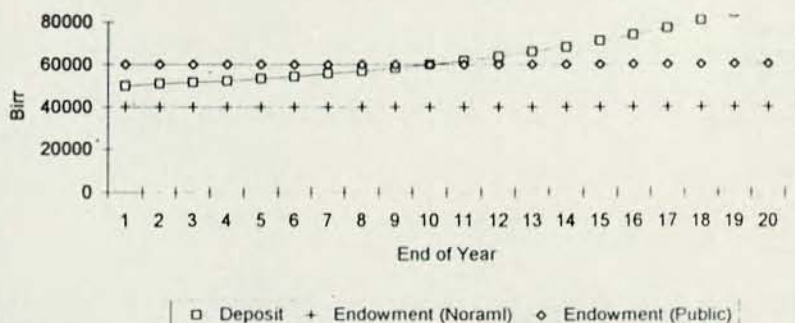 80000
60000
40000
20000
0
Birr
1 2 3 4 5 6 7 8 9 10 11 12 13 14 15 16 17 18 19 20
End of Year
Deposit Endowment (Noraml) Endowment (Public)